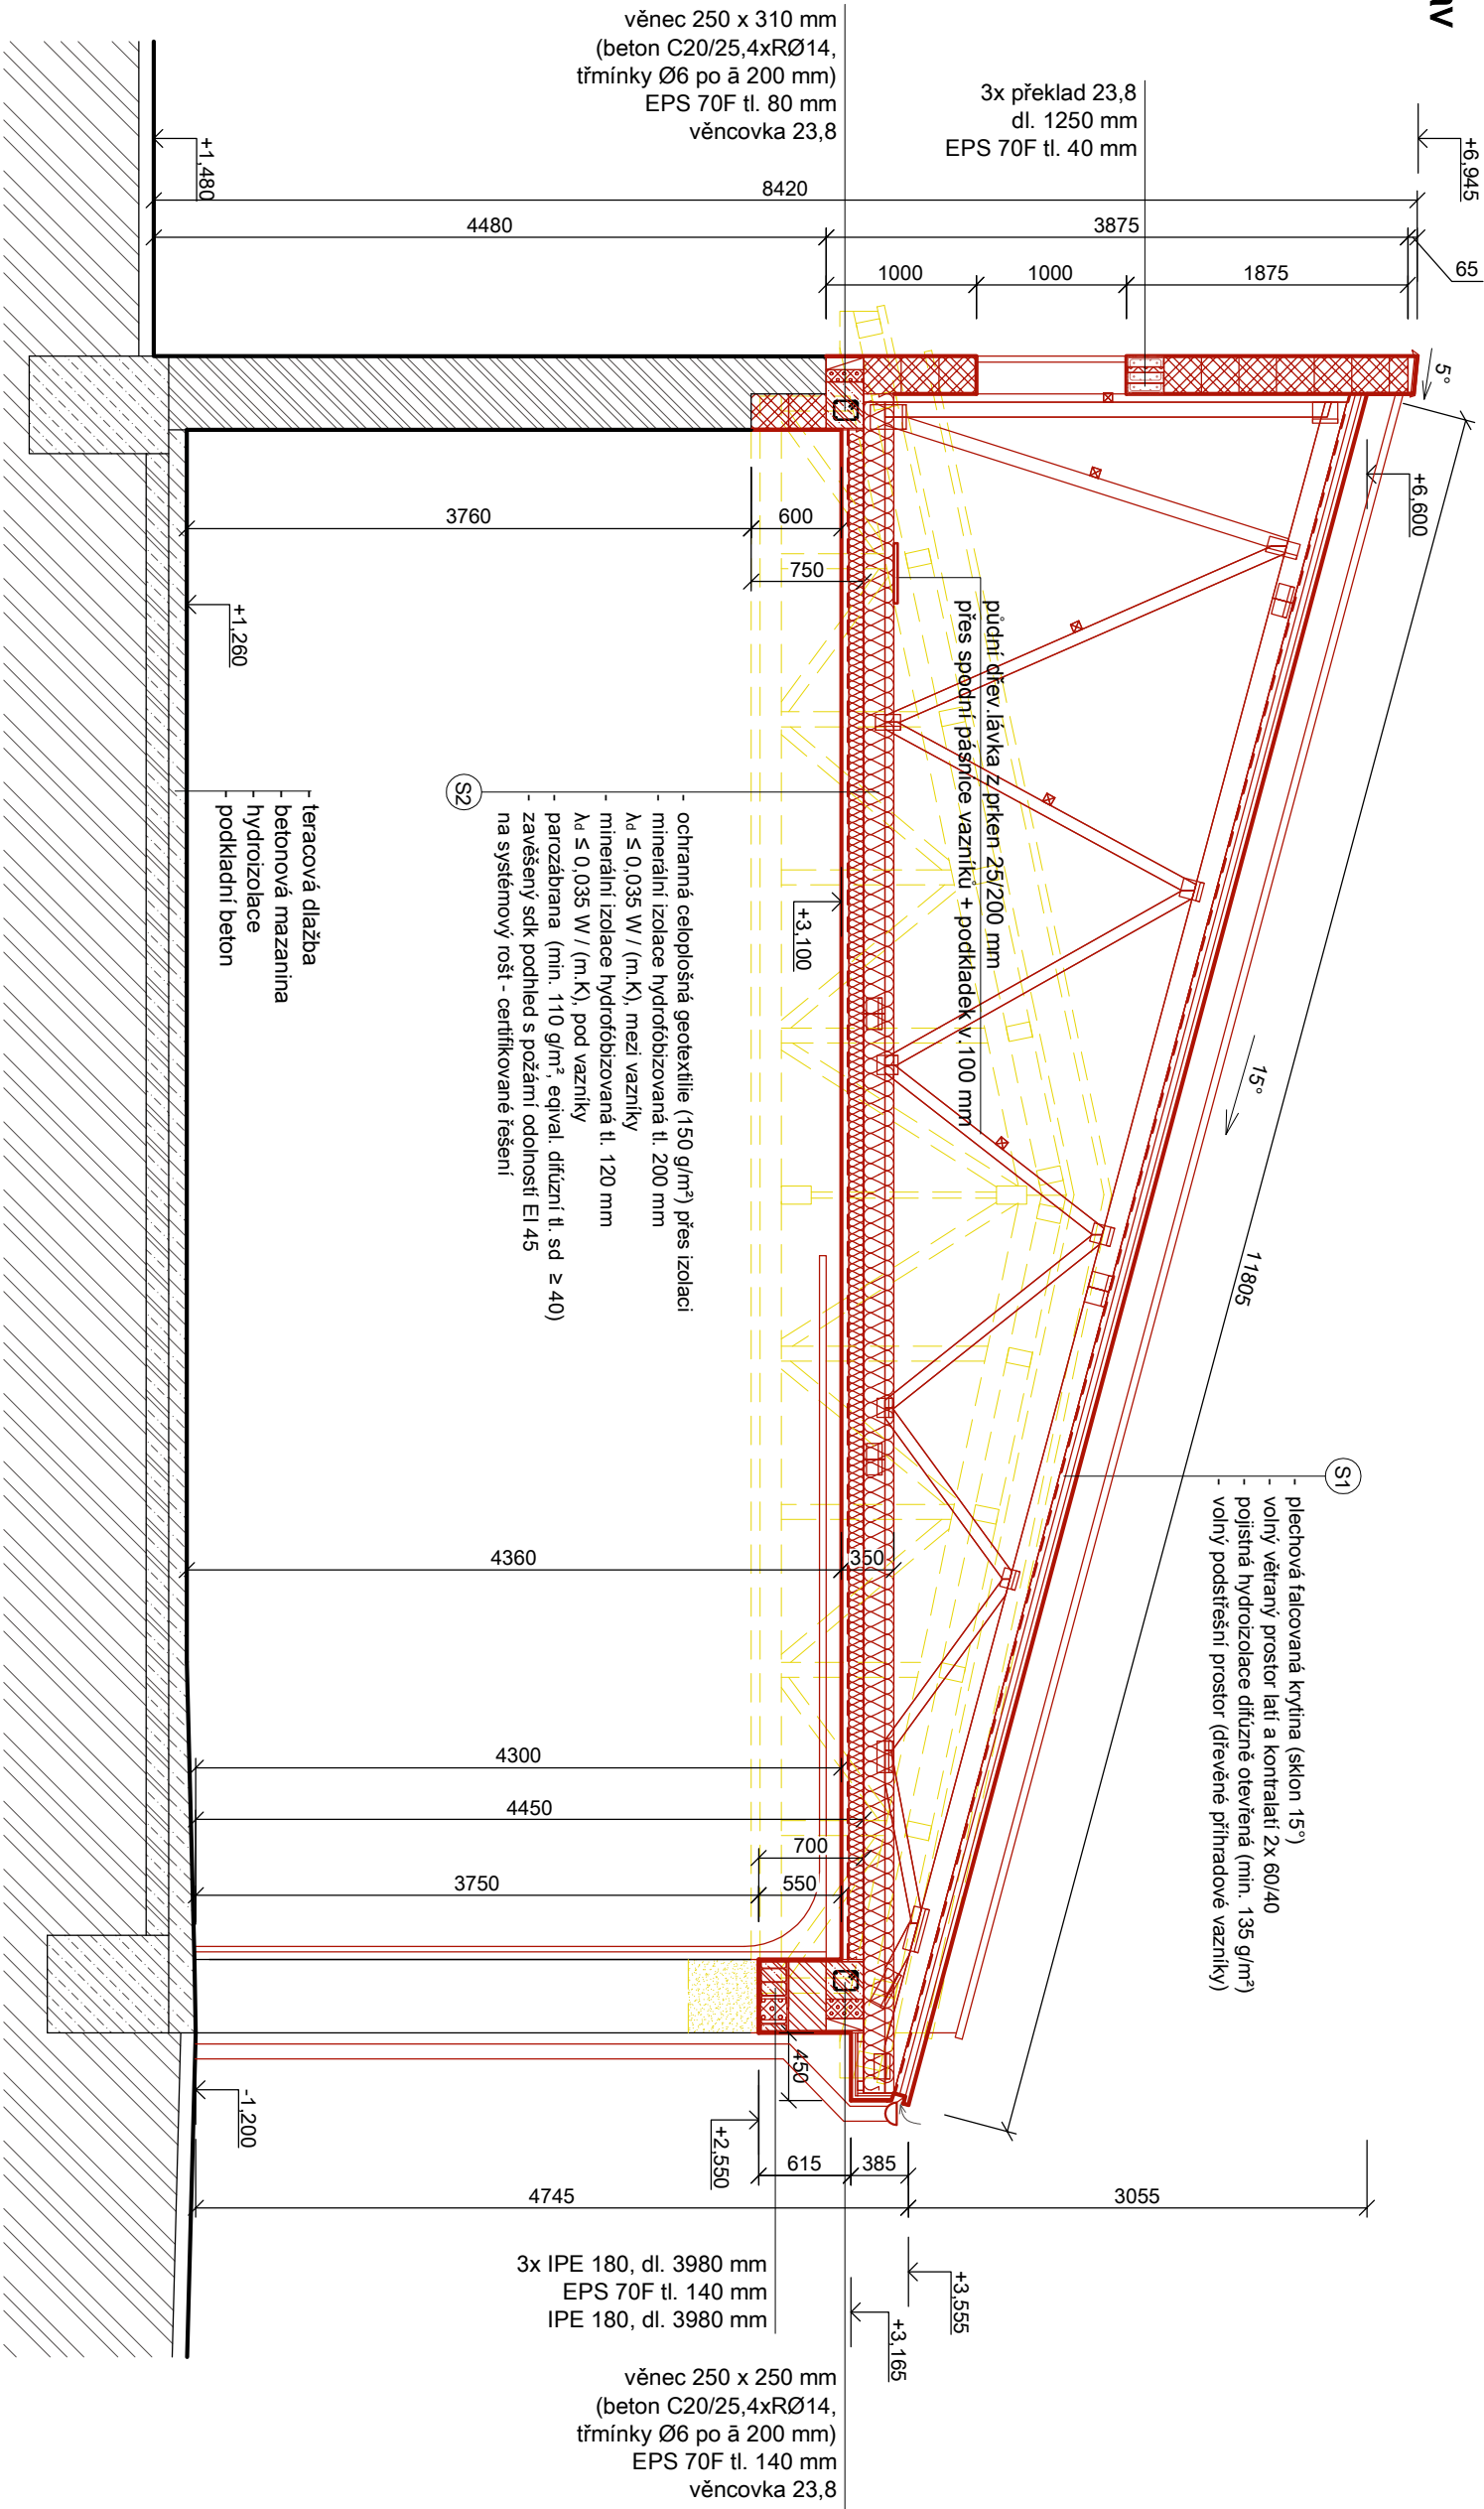 věnec 250 x 310 mm
(beton C20/25,4xRØ14,
třmínky Ø6 po ā 200 mm)
EPS 70F tl. 80 mm
věncovka 23,8
3x překlad 23,8
dl. 1250 mm
EPS 70F tl. 40 mm
+6,945
+1,480
8420
4480
3875
65
1000
1000
1875
5°
+6,600
3760
600
750
+1,260
půdní dřev.lávka z prken 25/200 mm
přes spodní pásnice vazníků + podkladek v. 100 mm
15°
11805
S1
- plechová falcovaná krytina (sklon 15°)
- volný větraný prostor latí a kontralatí 2x 60/40
- pojistná hydroizolace difúzně otevřená (min. 135 g/m²)
- volný podstřešní prostor (dřevěné příhradové vazníky)
S2
- ochranná celoplošná geotextilie (150 g/m²) přes izolaci
- minerální izolace hydrofóbizovaná tl. 200 mm
λd ≤ 0,035 W / (m.K), mezi vazníky
- minerální izolace hydrofóbizovaná tl. 120 mm
λd ≤ 0,035 W / (m.K), pod vazníky
- parozábrana (min. 110 g/m², eqival. difúzní tl. sd ≥ 40)
- zavěšený sdk podhled s požární odolností EI 45
na systémový rošt - certifikované řešení
+3,100
- teracová dlažba
- betonová mazanina
- hydroizolace
- podkladní beton
4360
350
4300
4450
700
3750
550
450
-1,200
+2,550
615
385
4745
3055
+3,555
+3,165
3x IPE 180, dl. 3980 mm
EPS 70F tl. 140 mm
IPE 180, dl. 3980 mm
věnec 250 x 250 mm
(beton C20/25,4xRØ14,
třmínky Ø6 po ā 200 mm)
EPS 70F tl. 140 mm
věncovka 23,8